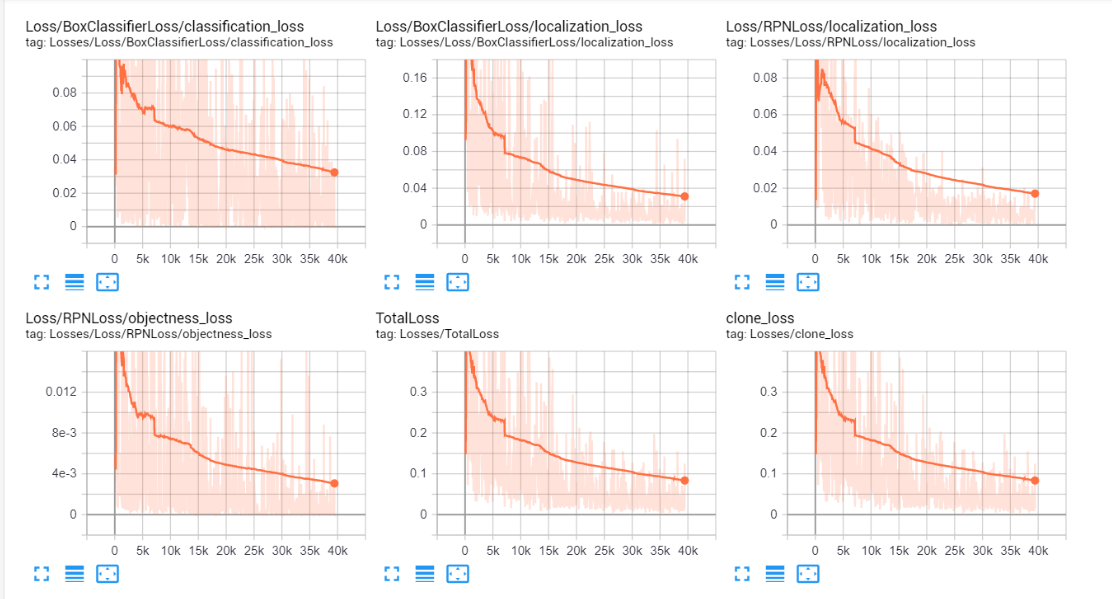 Loss/BoxClassifierLoss/classification_loss
tag: Losses/Loss/BoxClassifierLoss/classification_loss
0.08
0.06
0.04
0.02
0
0 5k 10k 15k 20k 25k 30k 35k 40k
Loss/BoxClassifierLoss/localization_loss
tag: Losses/Loss/BoxClassifierLoss/localization_loss
0.16
0.12
0.08
0.04
0
0 5k 10k 15k 20k 25k 30k 35k 40k
Loss/RPNLoss/localization_loss
tag: Losses/Loss/RPNLoss/localization_loss
0.08
0.06
0.04
0.02
0
0 5k 10k 15k 20k 25k 30k 35k 40k
Loss/RPNLoss/objectness_loss
tag: Losses/Loss/RPNLoss/objectness_loss
0.012
8e-3
4e-3
0
0 5k 10k 15k 20k 25k 30k 35k 40k
TotalLoss
tag: Losses/TotalLoss
0.3
0.2
0.1
0
0 5k 10k 15k 20k 25k 30k 35k 40k
clone_loss
tag: Losses/clone_loss
0.3
0.2
0.1
0
0 5k 10k 15k 20k 25k 30k 35k 40k